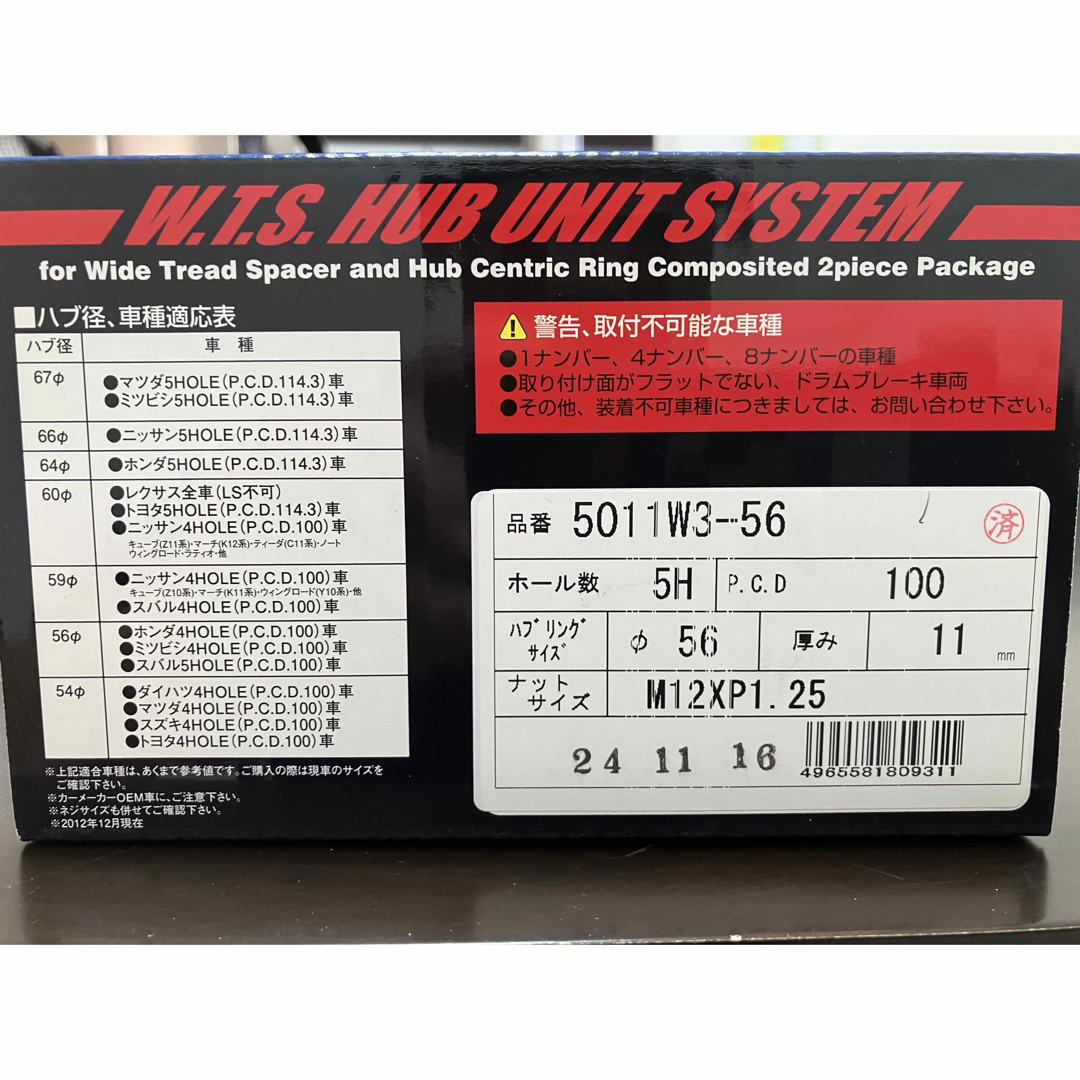 W.T.S. HUB UNIT SYSTEM
for Wide Tread Spacer and Hub Centric Ring Composited 2piece Package
■ハブ径、車種適応表
ハブ径 車種
67φ ●マツダ5HOLE(P.C.D.114.3)車
●ミツビシ5HOLE(P.C.D.114.3)車
66φ ●ニッサン5HOLE(P.C.D.114.3)車
64φ ●ホンダ5HOLE(P.C.D.114.3)車
60φ ●レクサス全車(LS不可)
●トヨタ5HOLE(P.C.D.114.3)車
●ニッサン4HOLE(P.C.D.100)車
キューブ(Z11系)・マーチ(K12系)・ティーダ(C11系)・ノート
ウィングロード・ラティオ・他
59φ ●ニッサン4HOLE(P.C.D.100)車
キューブ(Z10系)・マーチ(K11系)・ウィングロード(Y10系)・他
●スバル4HOLE(P.C.D.100)車
56φ ●ホンダ4HOLE(P.C.D.100)車
●ミツビシ4HOLE(P.C.D.100)車
●スバル5HOLE(P.C.D.100)車
54φ ●ダイハツ4HOLE(P.C.D.100)車
●マツダ4HOLE(P.C.D.100)車
●スズキ4HOLE(P.C.D.100)車
●トヨタ4HOLE(P.C.D.100)車
※上記適合車種は、あくまで参考値です。ご購入の際は現車のサイズを
ご確認下さい。
※カーメーカーOEM車に、ご注意下さい。
※ネジサイズも併せてご確認下さい。
※2012年12月現在
警告、取付不可能な車種
●1ナンバー、4ナンバー、8ナンバーの車種
●取り付け面がフラットでない、ドラムブレーキ車両
●その他、装着不可車種につきましては、お問い合わせ下さい。
品番 5011W3-56 済
ホール数 5H P.C.D 100
ハブリング
サイズ φ 56 厚み 11 mm
ナット
サイズ M12XP1.25
24 11 16
4965581809311